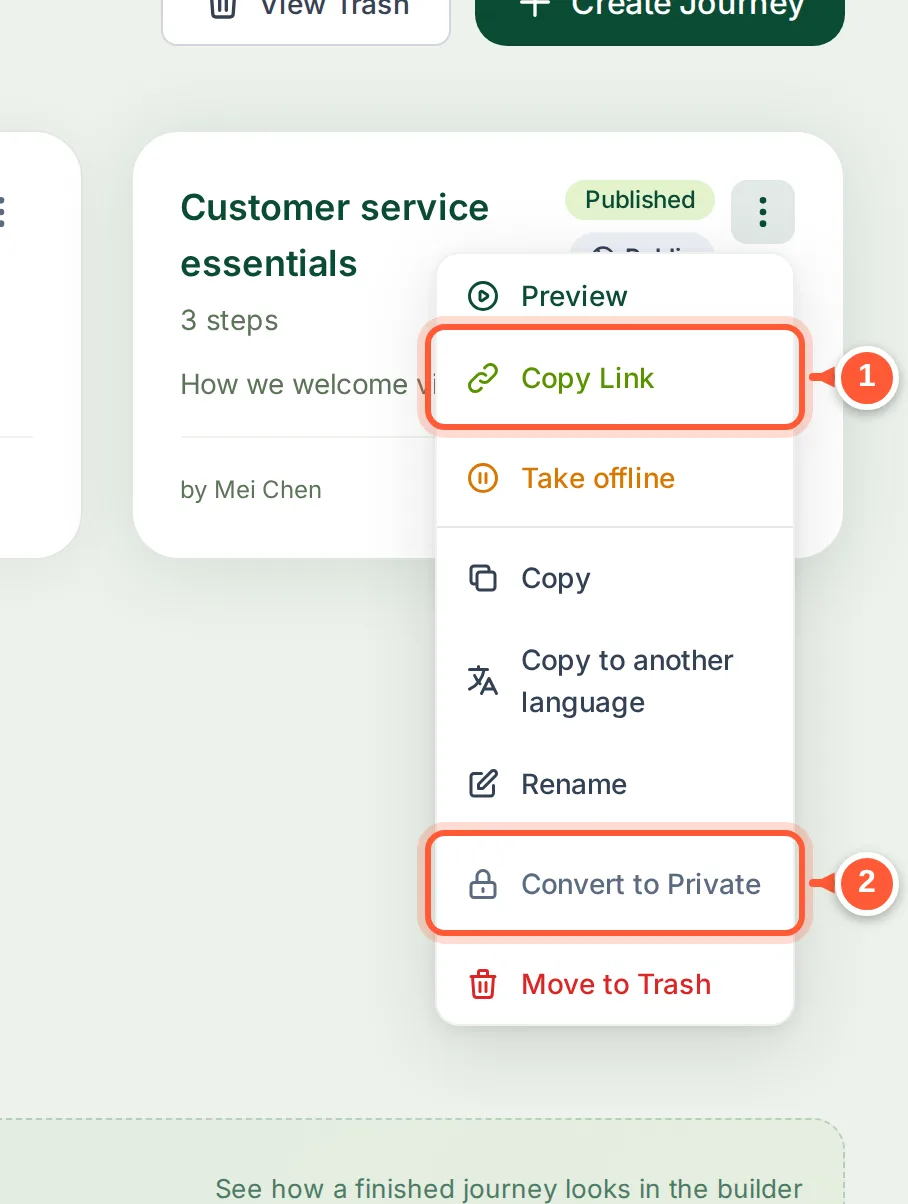 View Trash
Create Journey
Customer service
essentials
Published
3 steps
How we welcome
by Mei Chen
Preview
Copy Link
1
Take offline
Copy
Copy to another
language
Rename
Convert to Private
2
Move to Trash
See how a finished journey looks in the builder